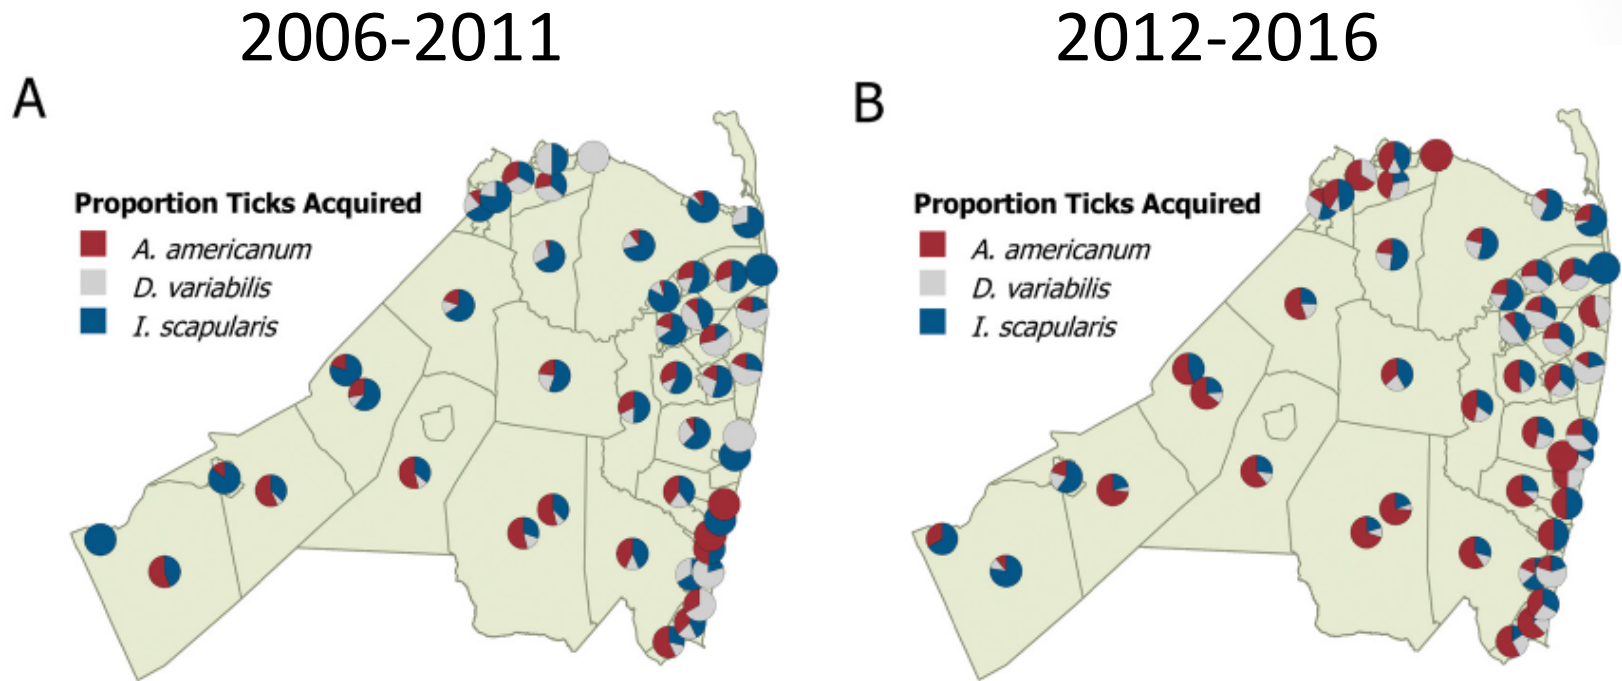 2006-2011
2012-2016
A
Proportion Ticks Acquired
A. americanum
D. variabilis
I. scapularis
B
Proportion Ticks Acquired
A. americanum
D. variabilis
I. scapularis